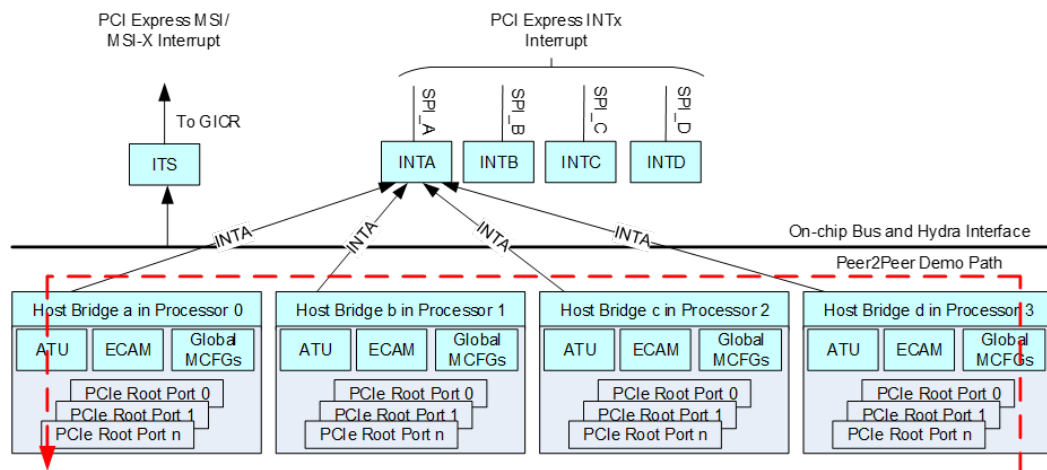 PCI Express MSI/
MSI-X Interrupt
PCI Express INTx
Interrupt
To GICR
SPI_A
SPI_B
SPI_C
SPI_D
ITS
INTA
INTB
INTC
INTD
INTA
INTA
INTA
INTA
On-chip Bus and Hydra Interface
Peer2Peer Demo Path
Host Bridge a in Processor 0
ATU
ECAM
Global
MCFGs
PCIe Root Port 0
PCIe Root Port 1
PCIe Root Port n
Host Bridge b in Processor 1
ATU
ECAM
Global
MCFGs
PCIe Root Port 0
PCIe Root Port 1
PCIe Root Port n
Host Bridge c in Processor 2
ATU
ECAM
Global
MCFGs
PCIe Root Port 0
PCIe Root Port 1
PCIe Root Port n
Host Bridge d in Processor 3
ATU
ECAM
Global
MCFGs
PCIe Root Port 0
PCIe Root Port 1
PCIe Root Port n